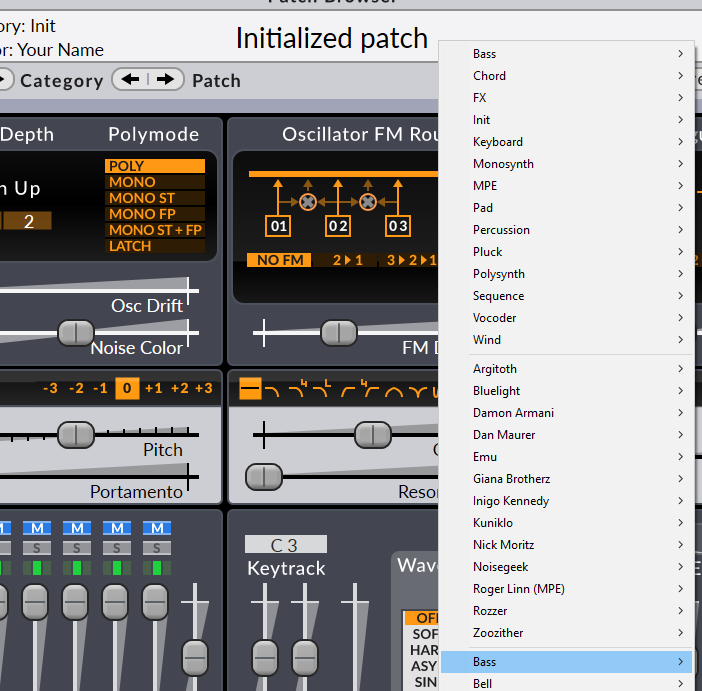 Patch Browser
ory: Init
or: Your Name
Initialized patch
Category
Patch
Depth
Polymode
Oscillator FM Rou
POLY
MONO
MONO ST
MONO FP
MONO ST + FP
LATCH
n Up
2
01
02
03
NO FM
2 ▸ 1
3 ▸ 2 ▸ 1
Osc Drift
Noise Color
FM D
-3 -2 -1 0 +1 +2 +3
Pitch
Portamento
Reso
M M M M M
S S S S
C 3
Keytrack
Wav
OFF
SOF
HAR
ASY
SIN
Bass
Chord
FX
Init
Keyboard
Monosynth
MPE
Pad
Percussion
Pluck
Polysynth
Sequence
Vocoder
Wind
Argitoth
Bluelight
Damon Armani
Dan Maurer
Emu
Giana Brotherz
Inigo Kennedy
Kuniklo
Nick Moritz
Noisegeek
Roger Linn (MPE)
Rozzer
Zoozither
Bass
Bell